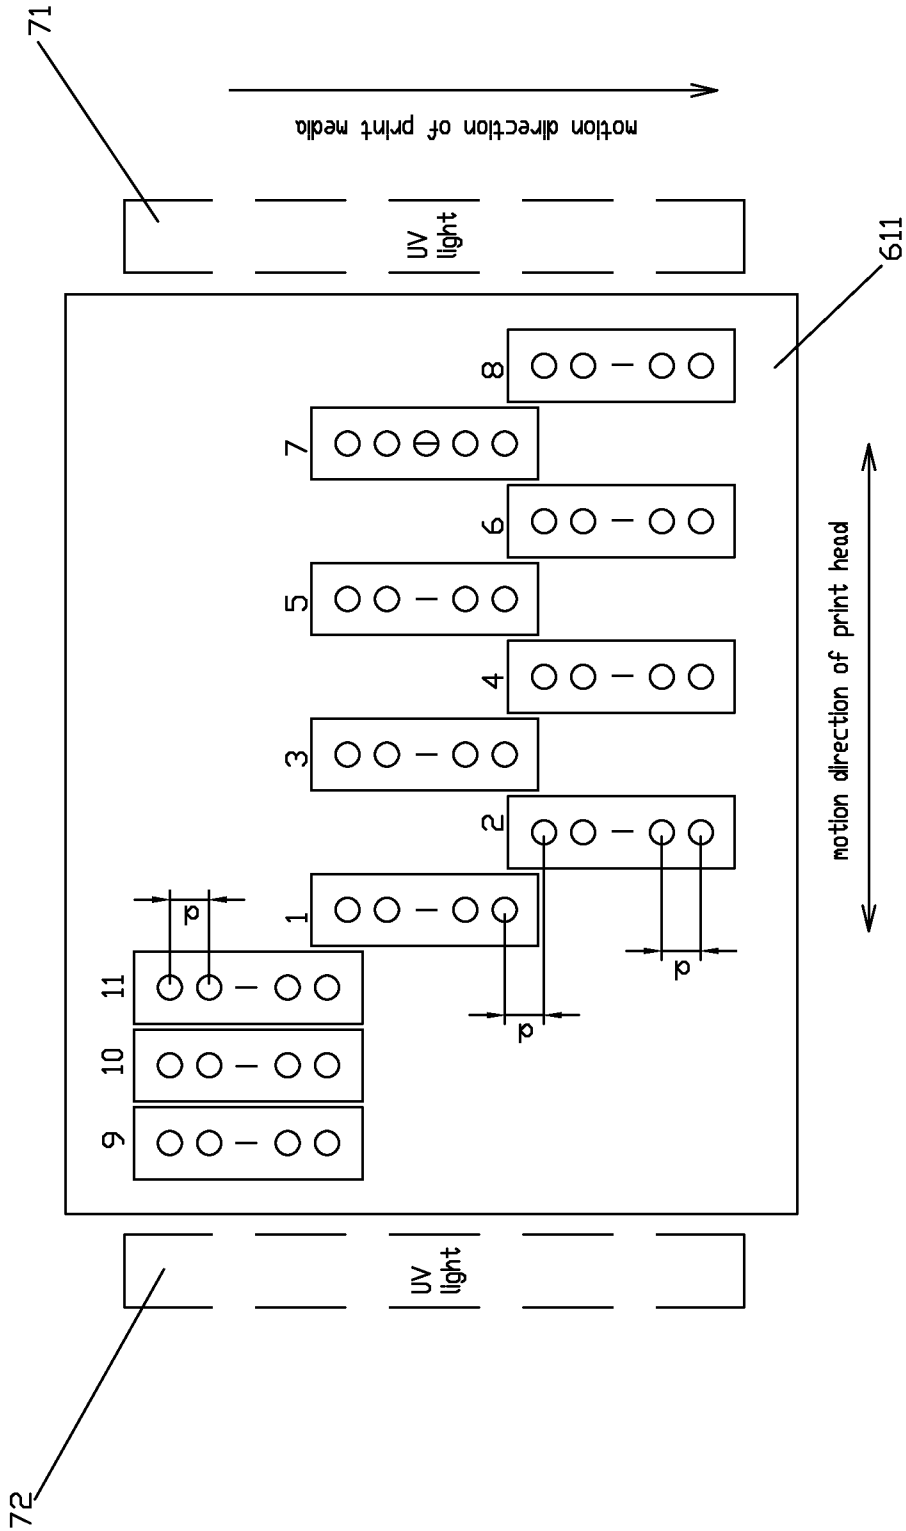 71
motion direction of print media
UV
light
611
8
7
6
5
4
3
2
1
11
10
9
d
d
d
motion direction of print head
UV
light
72